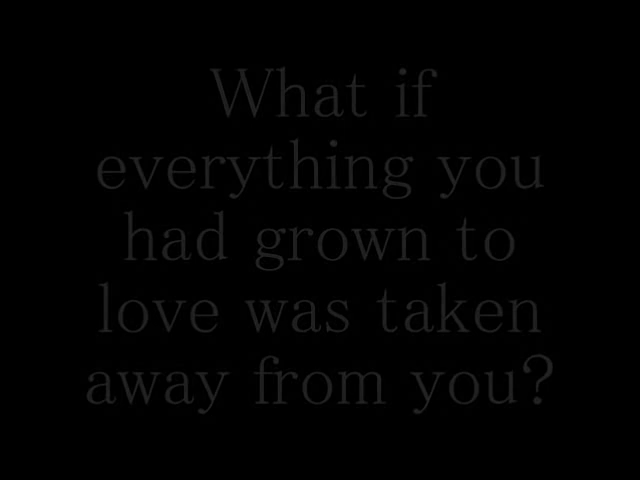 What if
everything you
had grown to
love was taken
away from you?